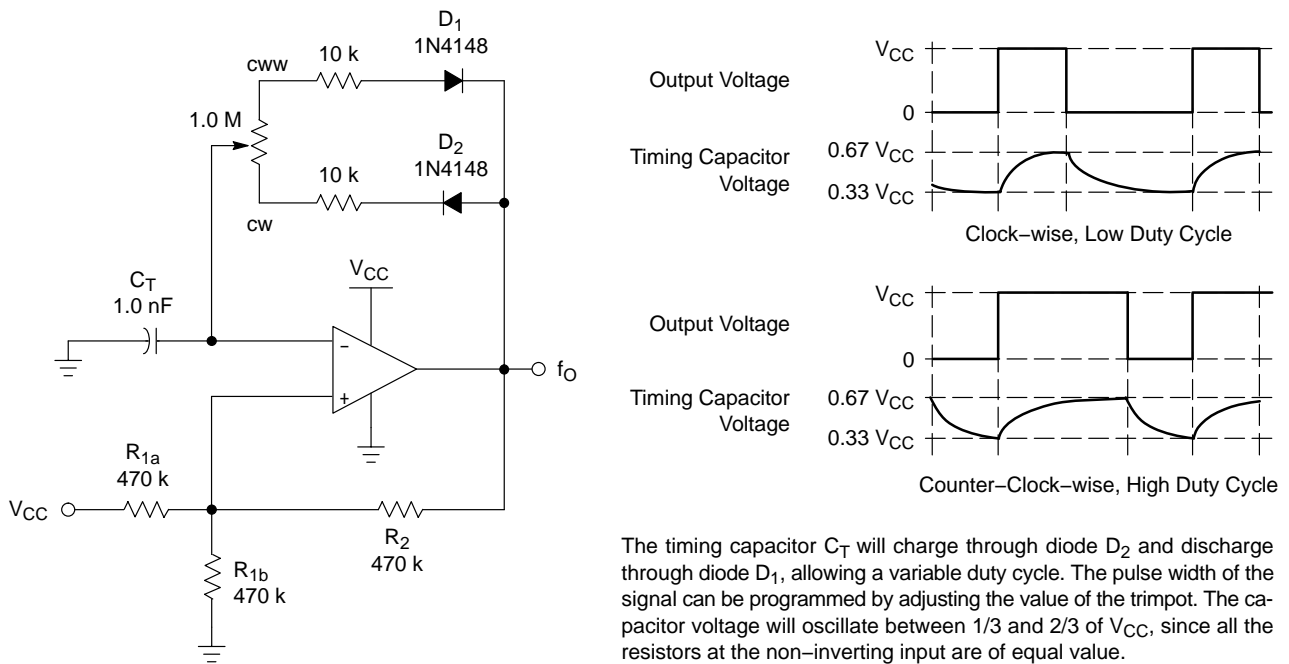 D1
1N4148
10 k
cww
1.0 M
D2
1N4148
10 k
cw
CT
1.0 nF
VCC
−
+
fO
R1a
470 k
VCC
R2
470 k
R1b
470 k
VCC
Output Voltage
0
Timing Capacitor
Voltage
0.67 VCC
0.33 VCC
Clock−wise, Low Duty Cycle
VCC
Output Voltage
0
Timing Capacitor
Voltage
0.67 VCC
0.33 VCC
Counter−Clock−wise, High Duty Cycle
The timing capacitor CT will charge through diode D2 and discharge
through diode D1, allowing a variable duty cycle. The pulse width of the
signal can be programmed by adjusting the value of the trimpot. The ca-
pacitor voltage will oscillate between 1/3 and 2/3 of VCC, since all the
resistors at the non−inverting input are of equal value.